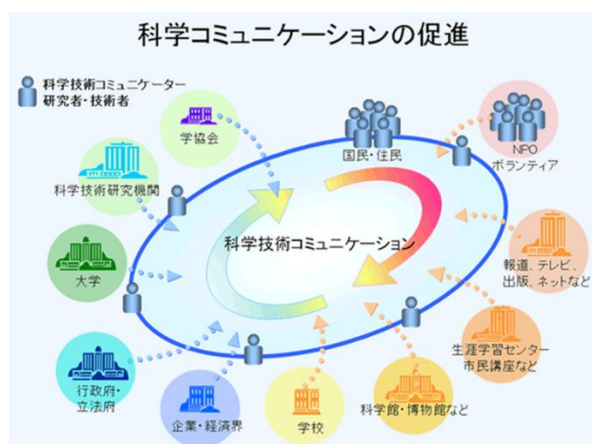 科学コミュニケーションの促進
科学技術コミュニケーター
研究者・技術者
学協会
国民・住民
NPO
ボランティア
科学技術研究機関
科学技術コミュニケーション
大学
報道、テレビ、
出版、ネットなど
生涯学習センター
市民講座など
行政府・
立法府
企業・経済界
学校
科学館・博物館など